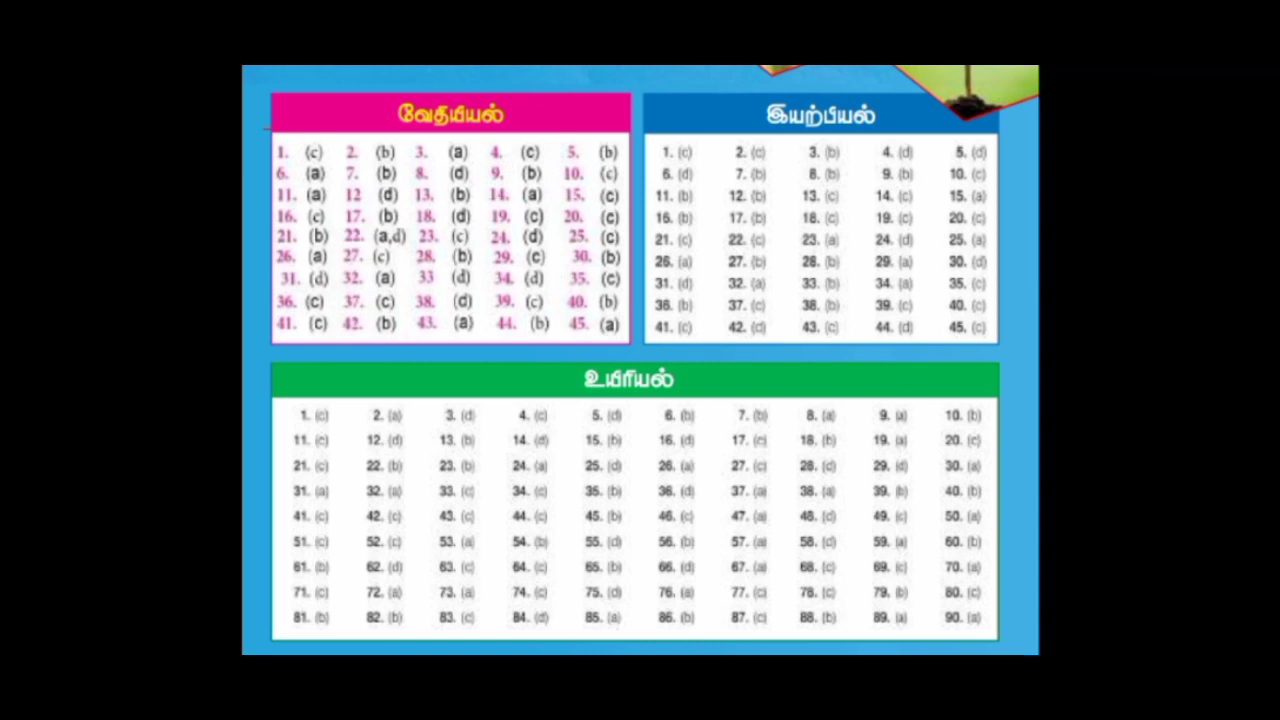 வேதியியல்
1. (c) 2. (b) 3. (a) 4. (c) 5. (b)
6. (a) 7. (b) 8. (d) 9. (b) 10. (c)
11. (a) 12 (d) 13. (b) 14. (a) 15. (c)
16. (c) 17. (b) 18. (d) 19. (c) 20. (c)
21. (b) 22. (a,d) 23. (c) 24. (d) 25. (c)
26. (a) 27. (c) 28. (b) 29. (c) 30. (b)
31. (d) 32. (a) 33 (d) 34. (d) 35. (c)
36. (c) 37. (c) 38. (d) 39. (c) 40. (b)
41. (c) 42. (b) 43. (a) 44. (b) 45. (a)
இயற்பியல்
1. (c) 2. (c) 3. (b) 4. (d) 5. (d)
6. (d) 7. (b) 8. (b) 9. (b) 10. (c)
11. (b) 12. (b) 13. (c) 14. (c) 15. (a)
16. (b) 17. (b) 18. (c) 19. (c) 20. (c)
21. (c) 22. (c) 23. (a) 24. (d) 25. (a)
26. (a) 27. (b) 28. (b) 29. (a) 30. (d)
31. (d) 32. (a) 33. (b) 34. (a) 35. (c)
36. (b) 37. (c) 38. (b) 39. (c) 40. (c)
41. (c) 42. 43. (c) 44. (d) 45. (c)
உயிரியல்
1. (c) 2. (a) 3. (d) 4. (c) 5. (d) 6. (b) 7. (b) 8. (a) 9. (a) 10. (b)
11. (c) 12. (d) 13. (b) 14. (d) 15. (b) 16. (d) 17. (c) 18. (b) 19. (a) 20. (c)
21. (c) 22. (b) 23. (b) 24. (a) 25. (d) 26. (a) 27. (c) 28. 29. (d) 30. (a)
31. (a) 32. (a) 33. (c) 34. (c) 35. (b) 36. (d) 37. (a) 38. (a) 39. (b) 40. (b)
41. (c) 42. (c) 43. (c) 44. (c) 45. (b) 46. (c) 47. (a) 48. 49. (c) 50. (a)
51. (c) 52. (c) 53. (a) 54. (b) 55. (d) 56. (b) 57. (a) 58. 59. (a) 60. (b)
61. (b) 62. (d) 63. (c) 64. (c) 65. (b) 66. (d) 67. (a) 68. (c) 69. (c) 70. (a)
71. (c) 72. (a) 73. (a) 74. (c) 75. (d) 76. (a) 77. (c) 78. (c) 79. (b) 80. (c)
81. (b) 82. (b) 83. (c) 84. (d) 85. (a) 86. (b) 87. (c) 88. (b) 89. (a) 90. (a)